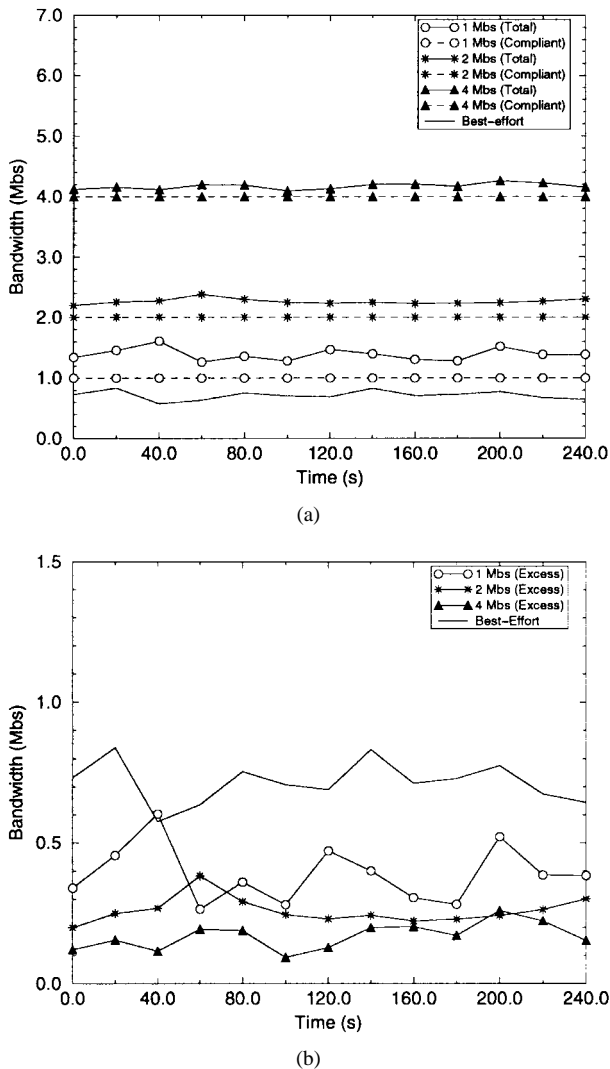 7.0
6.0
5.0
4.0
3.0
2.0
1.0
0.0
Bandwidth (Mbs)
1 Mbs (Total)
1 Mbs (Compliant)
2 Mbs (Total)
2 Mbs (Compliant)
4 Mbs (Total)
4 Mbs (Compliant)
Best-effort
0.0 40.0 80.0 120.0 160.0 200.0 240.0
Time (s)
(a)
1.5
1.0
0.5
0.0
Bandwidth (Mbs)
1 Mbs (Excess)
2 Mbs (Excess)
4 Mbs (Excess)
Best-Effort
0.0 40.0 80.0 120.0 160.0 200.0 240.0
Time (s)
(b)